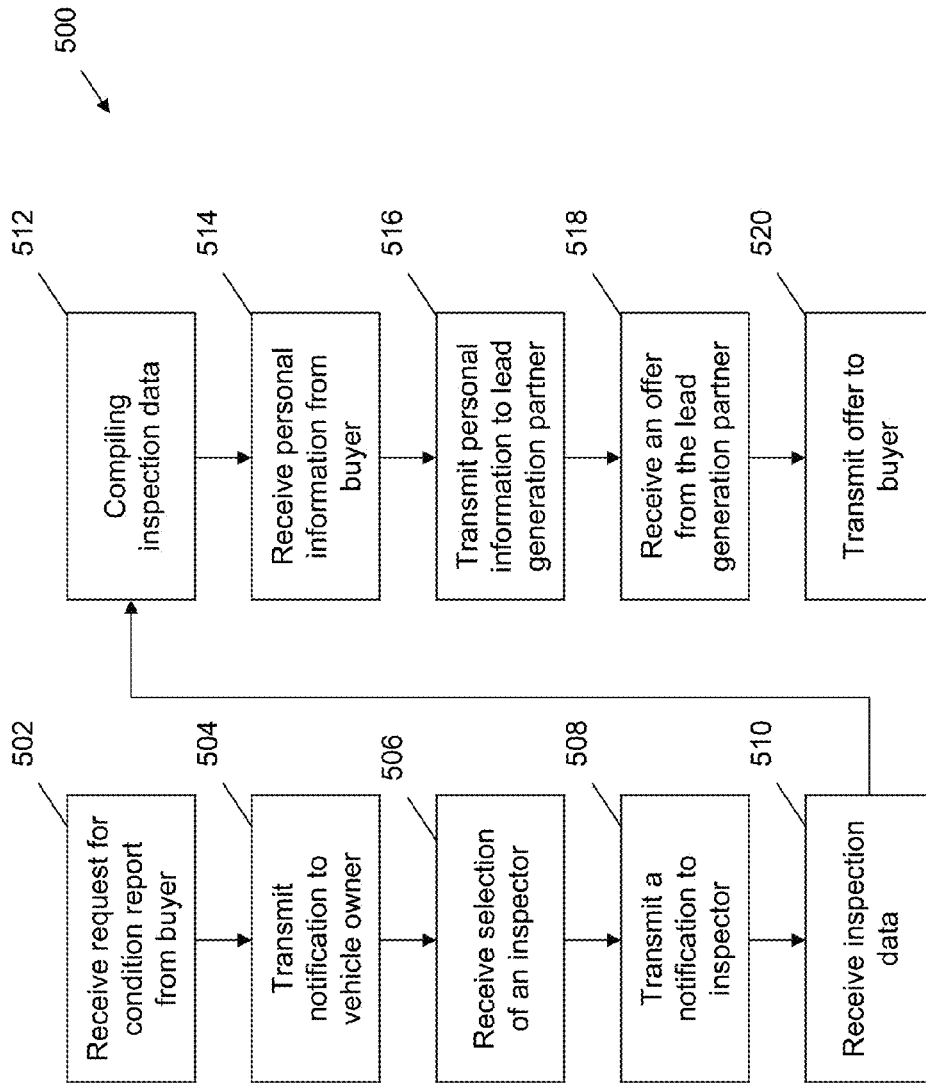 500
502
Receive request for
condition report
from buyer
504
Transmit
notification to
vehicle owner
506
Receive selection
of an inspector
508
Transmit a
notification to
inspector
510
Receive inspection
data
512
Compiling
inspection data
514
Receive personal
information from
buyer
516
Transmit personal
information to lead
generation partner
518
Receive an offer
from the lead
generation partner
520
Transmit offer to
buyer